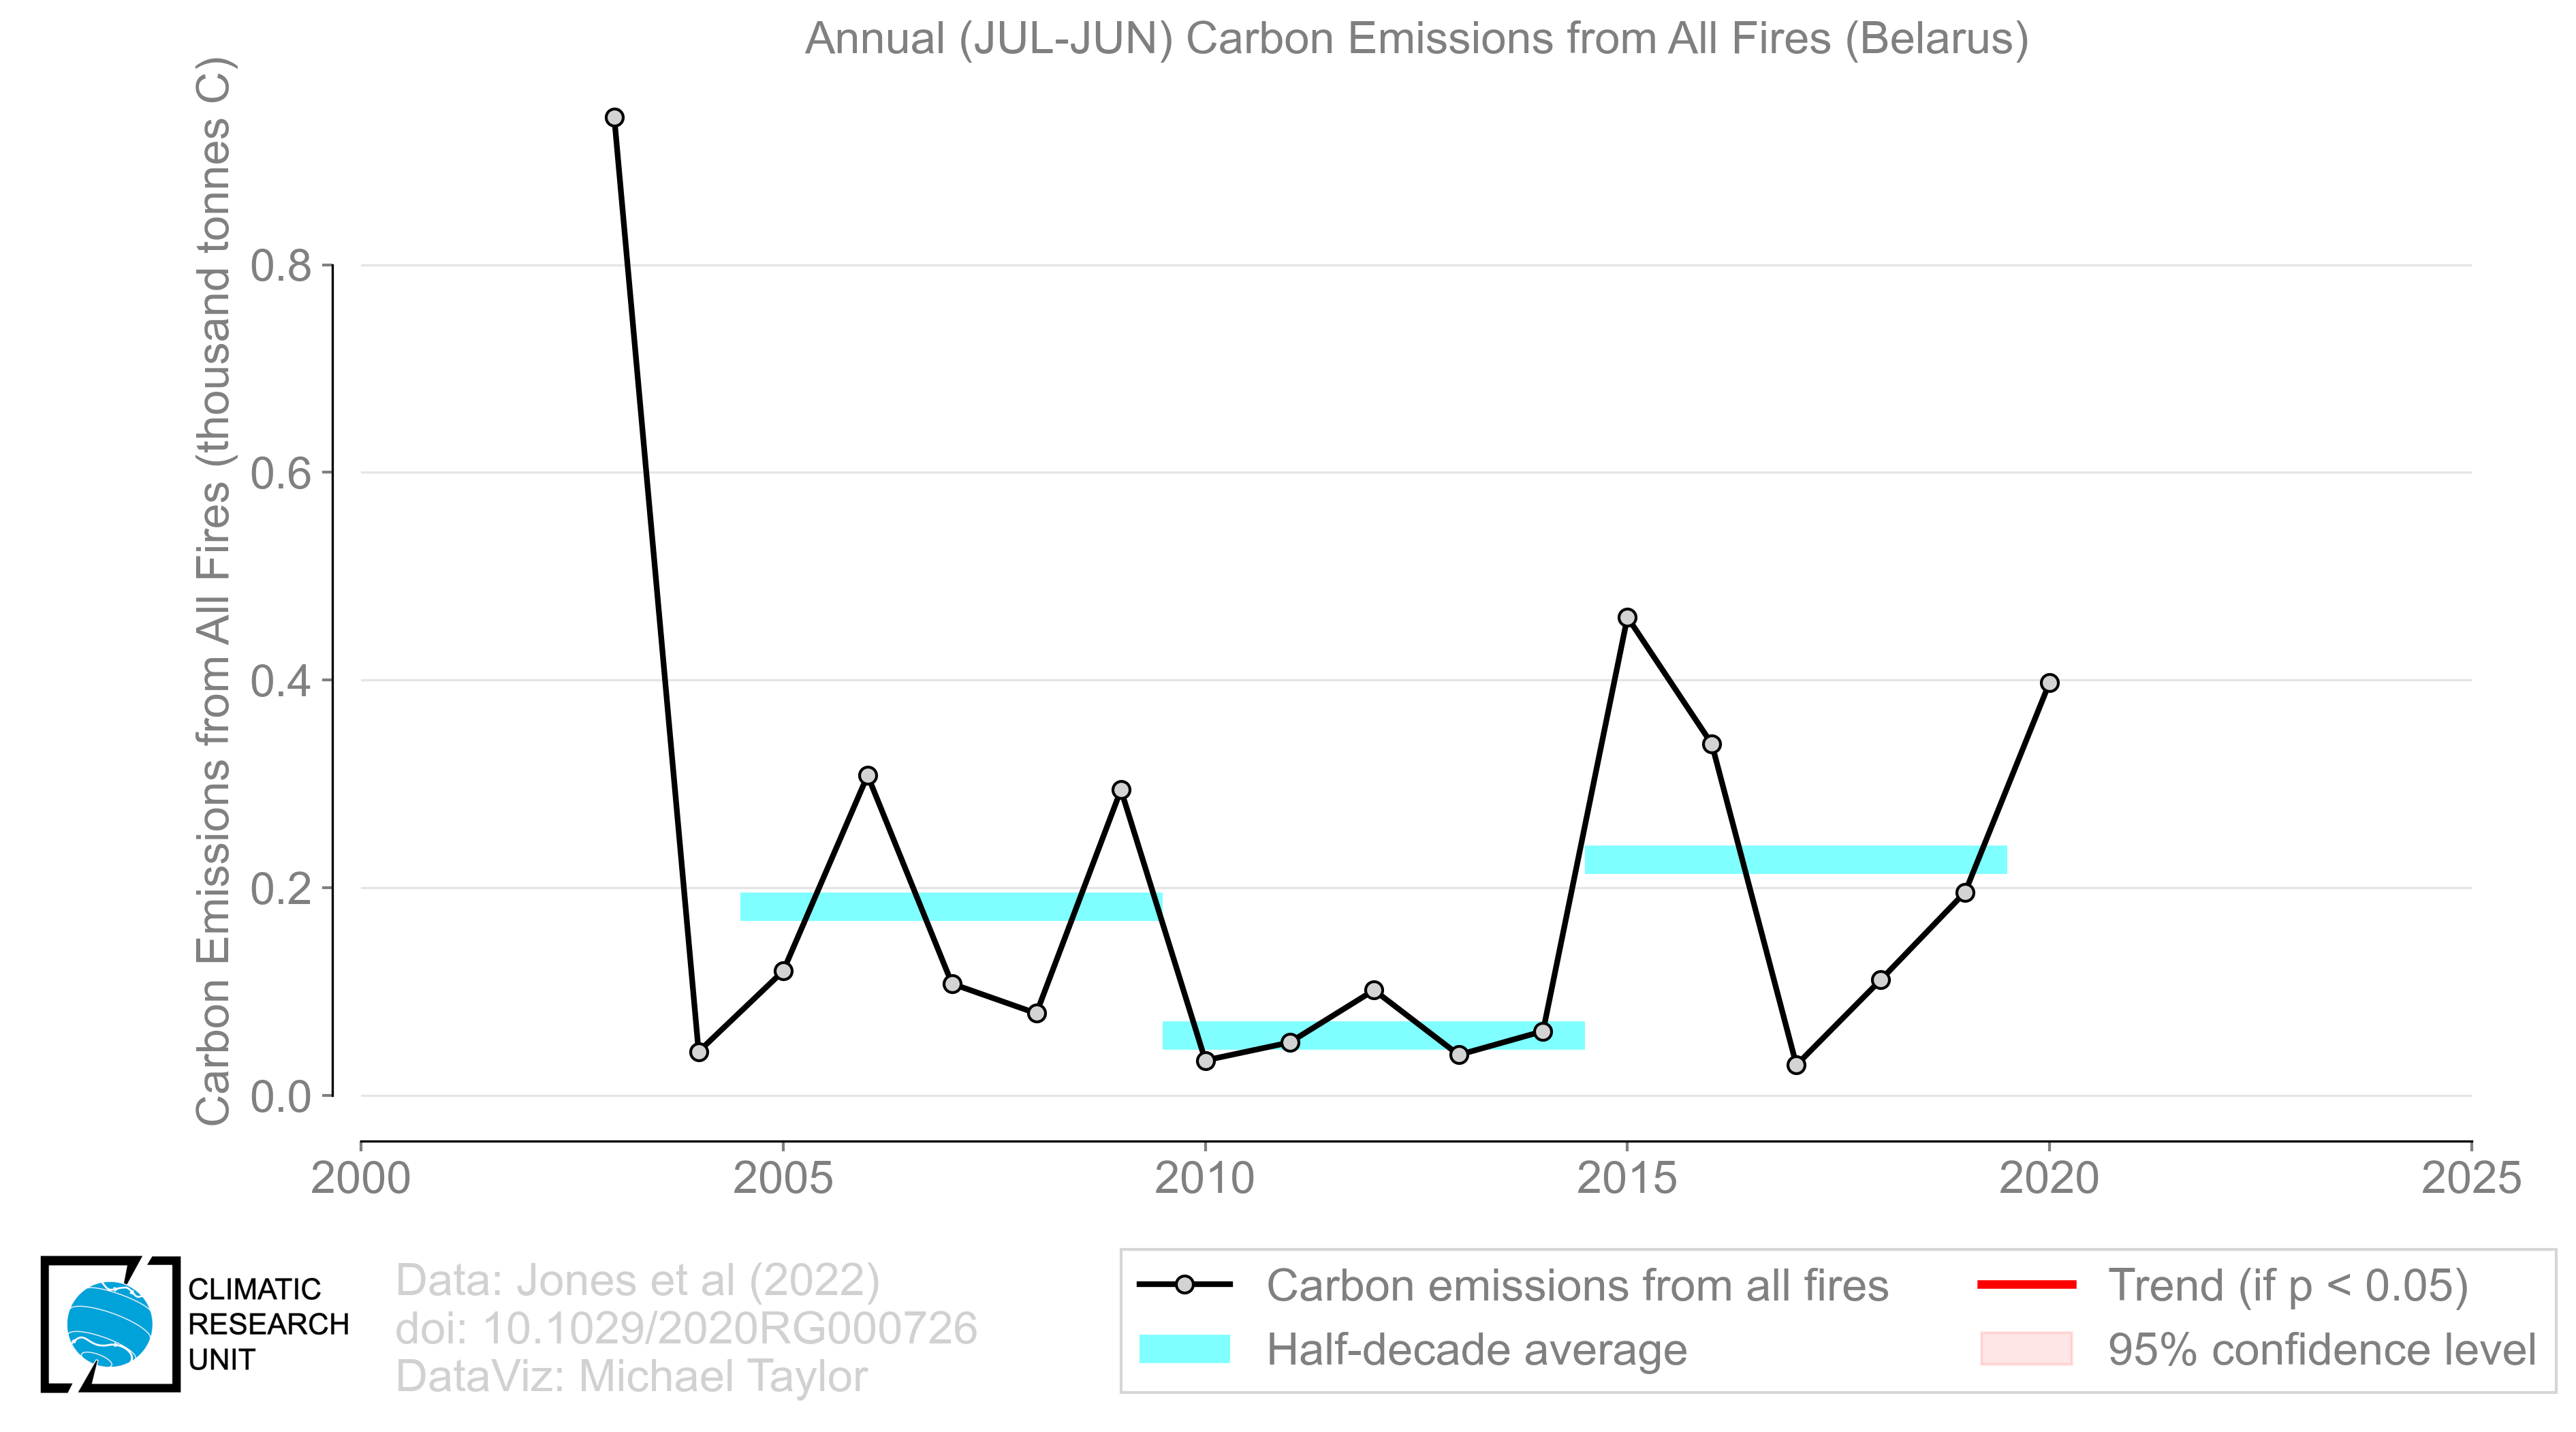 Annual (JUL-JUN) Carbon Emissions from All Fires (Belarus)
Carbon Emissions from All Fires (thousand tonnes C)
0.8
0.6
0.4
0.2
0.0
2000 2005 2010 2015 2020 2025
CLIMATIC
RESEARCH
UNIT
Data: Jones et al (2022)
doi: 10.1029/2020RG000726
DataViz: Michael Taylor
Carbon emissions from all fires
Half-decade average
Trend (if p < 0.05)
95% confidence level